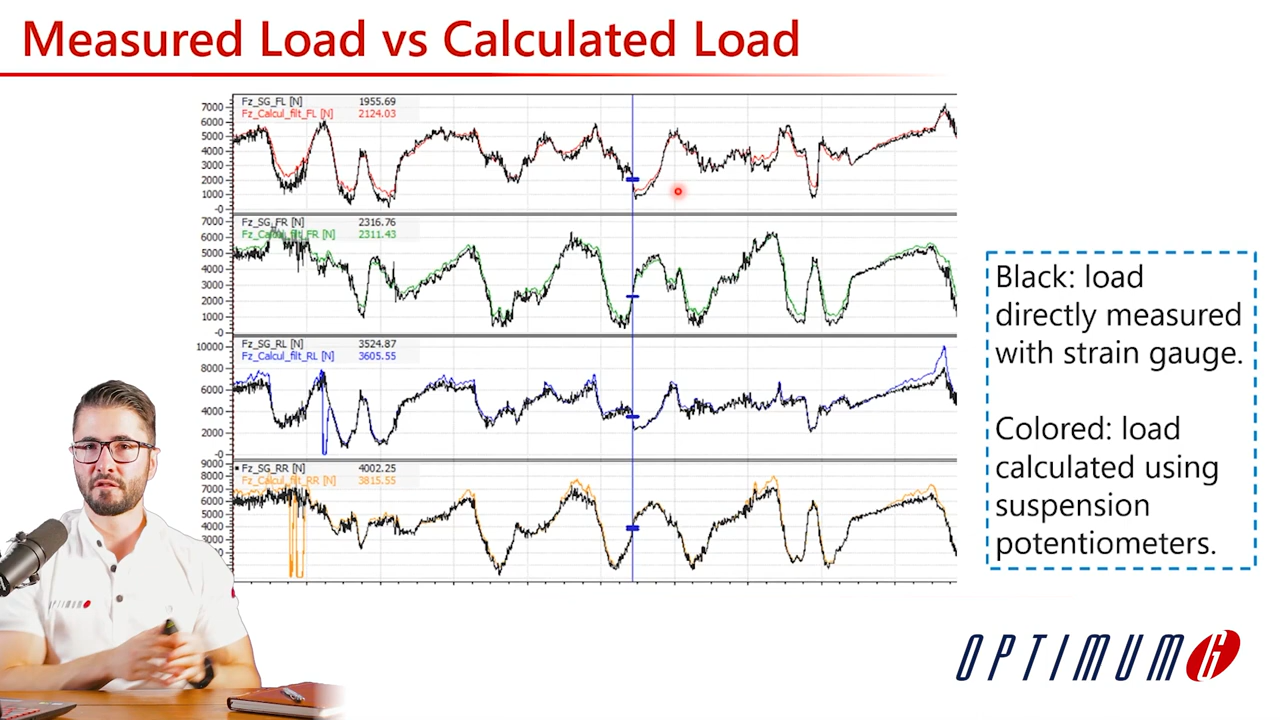 Measured Load vs Calculated Load
Fz_SG_FL [N] 1955.69
Fz_Calcul_filt_FL [N] 2124.03
7000
6000
5000
4000
3000
2000
1000
-0
Fz_SG_FR [N] 2316.76
Fz_Calcul_filt_FR [N] 2311.43
7000
6000
5000
4000
3000
2000
1000
-0
Fz_SG_RL [N] 3524.87
Fz_Calcul_filt_RL [N] 3605.55
10000
8000
6000
4000
2000
-0
Fz_SG_RR [N] 4002.25
Fz_Calcul_filt_RR [N] 3815.55
9000
8000
7000
6000
5000
4000
3000
Black: load
directly measured
with strain gauge.
Colored: load
calculated using
suspension
potentiometers.
OPTIMUM G
OPTIMUM G